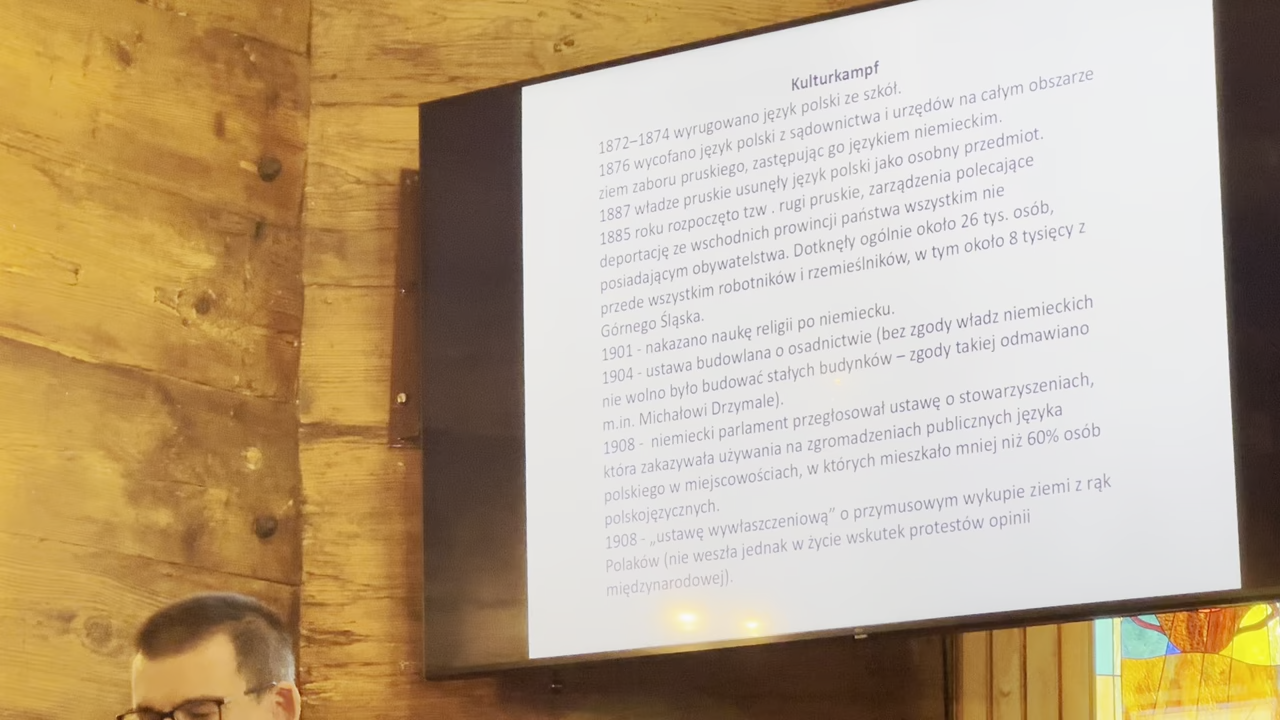 Kulturkampf
1872–1874 wyrugowano język polski ze szkół.
1876 wycofano język polski z sądownictwa i urzędów na całym obszarze
ziem zaboru pruskiego, zastępując go językiem niemieckim.
1887 władze pruskie usunęły język polski jako osobny przedmiot.
1885 roku rozpoczęto tzw . rugi pruskie, zarządzenia polecające
deportację ze wschodnich prowincji państwa wszystkim nie
posiadającym obywatelstwa. Dotknęły ogólnie około 26 tys. osób,
przede wszystkim robotników i rzemieślników, w tym około 8 tysięcy z
Górnego Śląska.
1901 - nakazano naukę religii po niemiecku.
1904 - ustawa budowlana o osadnictwie (bez zgody władz niemieckich
nie wolno było budować stałych budynków – zgody takiej odmawiano
m.in. Michałowi Drzymale).
1908 - niemiecki parlament przegłosował ustawę o stowarzyszeniach,
która zakazywała używania na zgromadzeniach publicznych języka
polskiego w miejscowościach, w których mieszkało mniej niż 60% osób
polskojęzycznych.
1908 - „ustawę wywłaszczeniową” o przymusowym wykupie ziemi z rąk
Polaków (nie weszła jednak w życie wskutek protestów opinii
międzynarodowej).